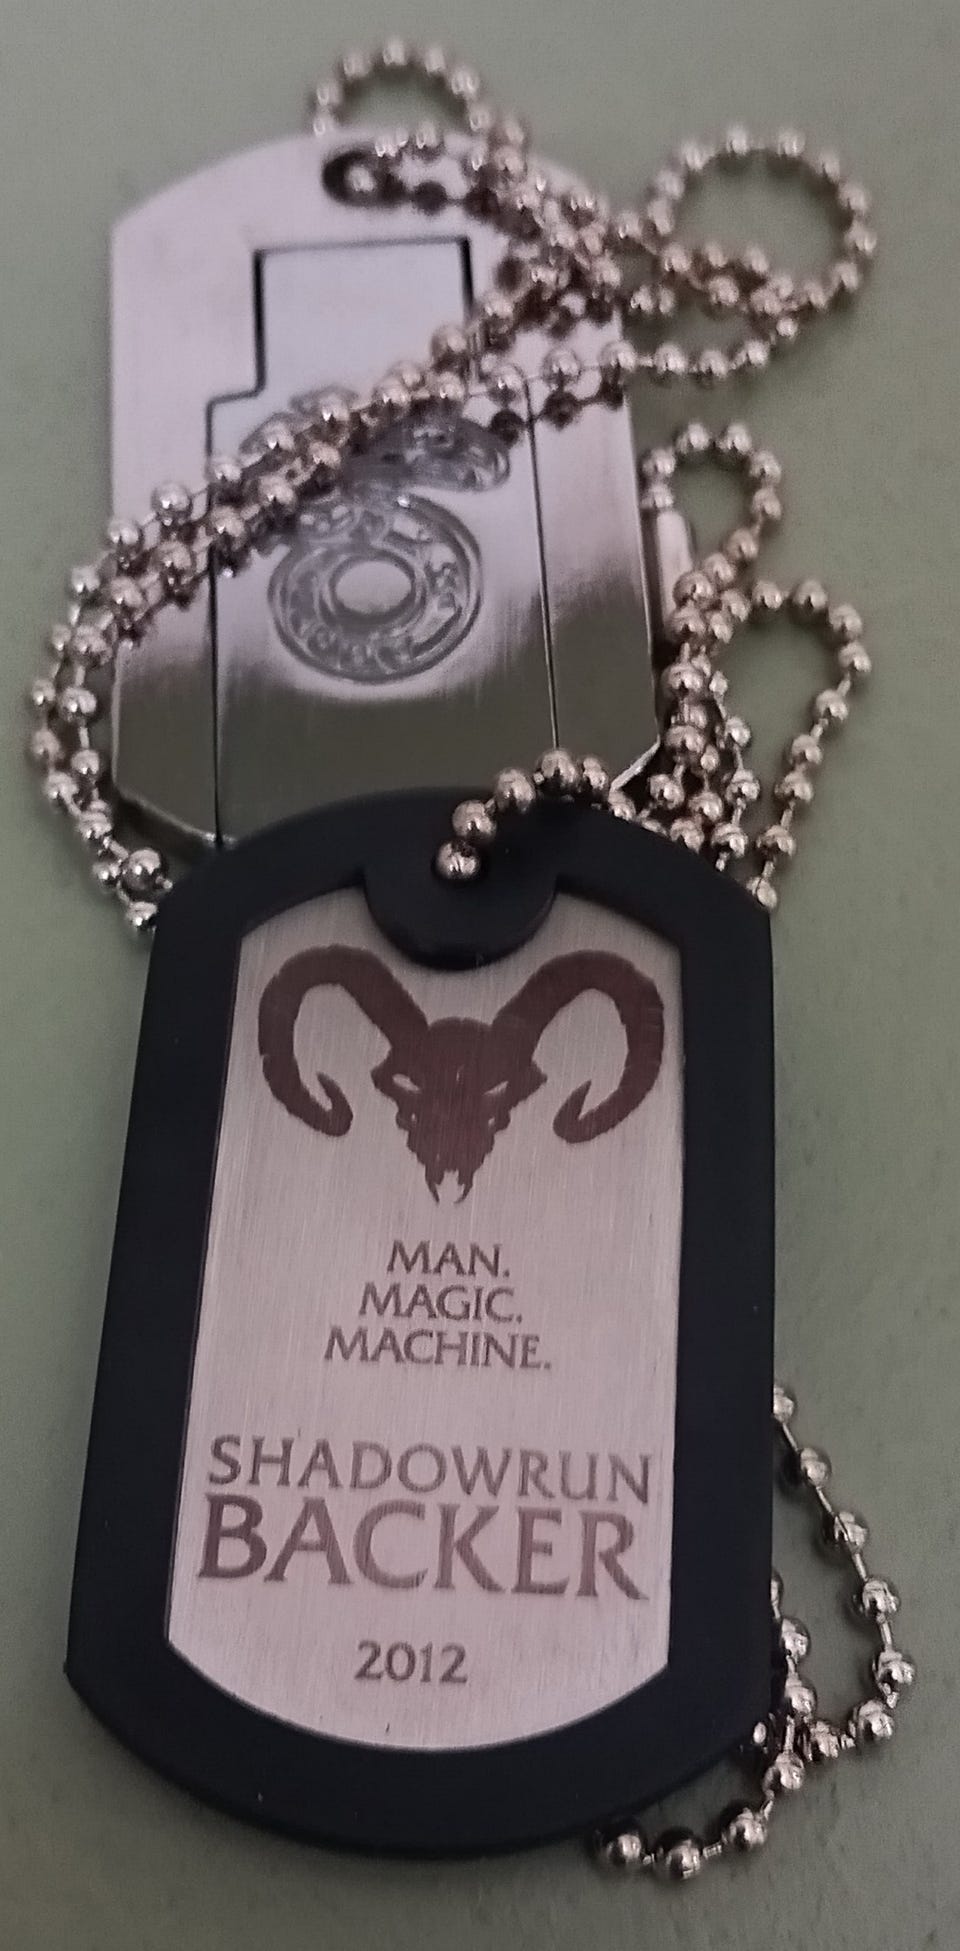 MAN.
MAGIC.
MACHINE.
SHADOWRUN
BACKER
2012